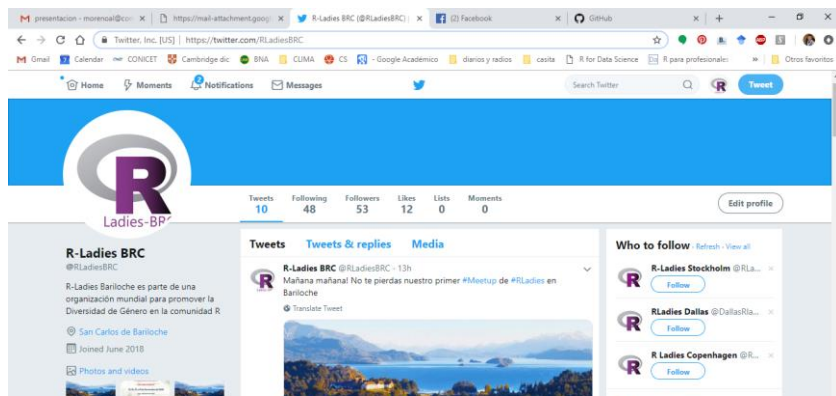 presentacion - morenoal@co
https://mail-attachment.goog
R-Ladies BRC (@RLadiesBRC) |
(2) Facebook
GitHub
Twitter, Inc. [US] | https://twitter.com/RLadiesBRC
Gmail Calendar CONICET Cambridge dic BNA CUMA CS - Google Académico diarios y radios casita R for Data Science R para profesionales » Otros favoritos
Home Moments 2 Notifications Messages Search Twitter Tweet
R
Ladies-BR
Tweets Following Followers Likes Lists Moments
10 48 53 12 0 0
Edit profile
R-Ladies BRC
@RLadiesBRC
R-Ladies Bariloche es parte de una
organización mundial para promover la
Diversidad de Género en la comunidad R
San Carlos de Bariloche
Joined June 2018
Photos and videos
Tweets Tweets & replies Media
R-Ladies BRC @RLadiesBRC - 13h
Mañana mañana! No te pierdas nuestro primer #Meetup de #RLadies en
Bariloche
Translate Tweet
Who to follow · Refresh · View all
R-Ladies Stockholm @RLa...
Follow
RLadies Dallas @DallasRla...
Follow
R Ladies Copenhagen @R...
Follow